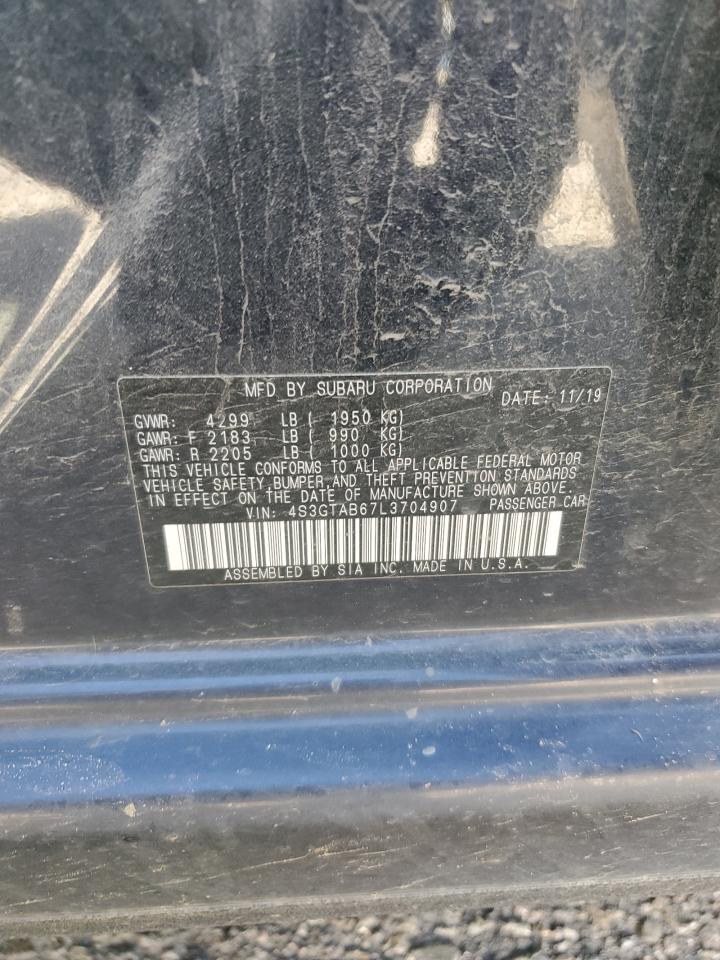 MFD BY SUBARU CORPORATION DATE: 11/19
GVWR: 4299 LB ( 1950 KG)
GAWR: F 2183 LB ( 990 KG)
GAWR: R 2205 LB ( 1000 KG)
THIS VEHICLE CONFORMS TO ALL APPLICABLE FEDERAL MOTOR
VEHICLE SAFETY,BUMPER,AND THEFT PREVENTION STANDARDS
IN EFFECT ON THE DATE OF MANUFACTURE SHOWN ABOVE.
VIN: 4S3GTAB67L3704907 PASSENGER CAR
ASSEMBLED BY SIA INC. MADE IN U.S.A.